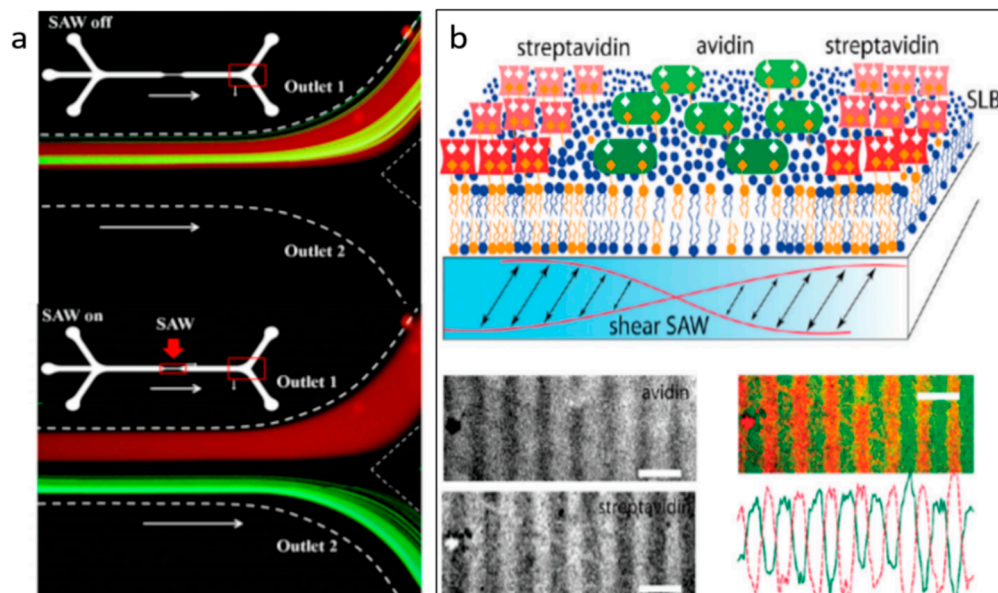 a
SAW off
Outlet 1
Outlet 2
SAW on
SAW
Outlet 1
Outlet 2
b
streptavidin avidin streptavidin
SLB
shear SAW
avidin
streptavidin